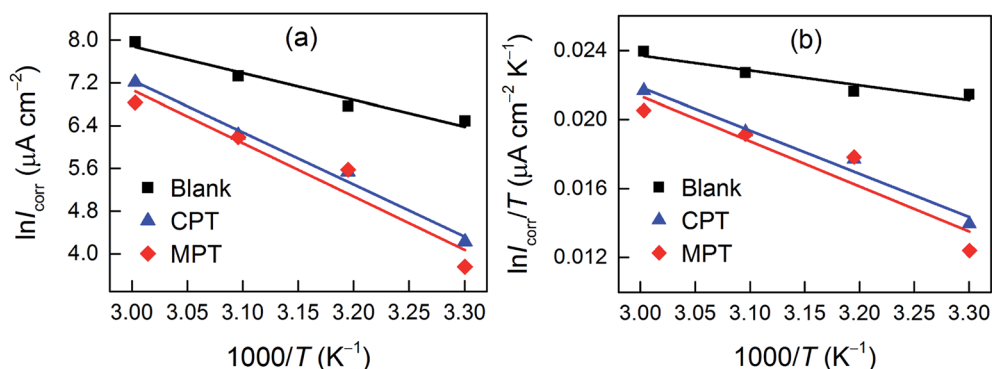 (a)
lnIcorr (μA cm−2)
8.0
7.2
6.4
5.6
4.8
4.0
Blank
CPT
MPT
3.00 3.05 3.10 3.15 3.20 3.25 3.30
1000/T (K−1)
(b)
lnIcorr/T (μA cm−2 K−1)
0.024
0.020
0.016
0.012
Blank
CPT
MPT
3.00 3.05 3.10 3.15 3.20 3.25 3.30
1000/T (K−1)